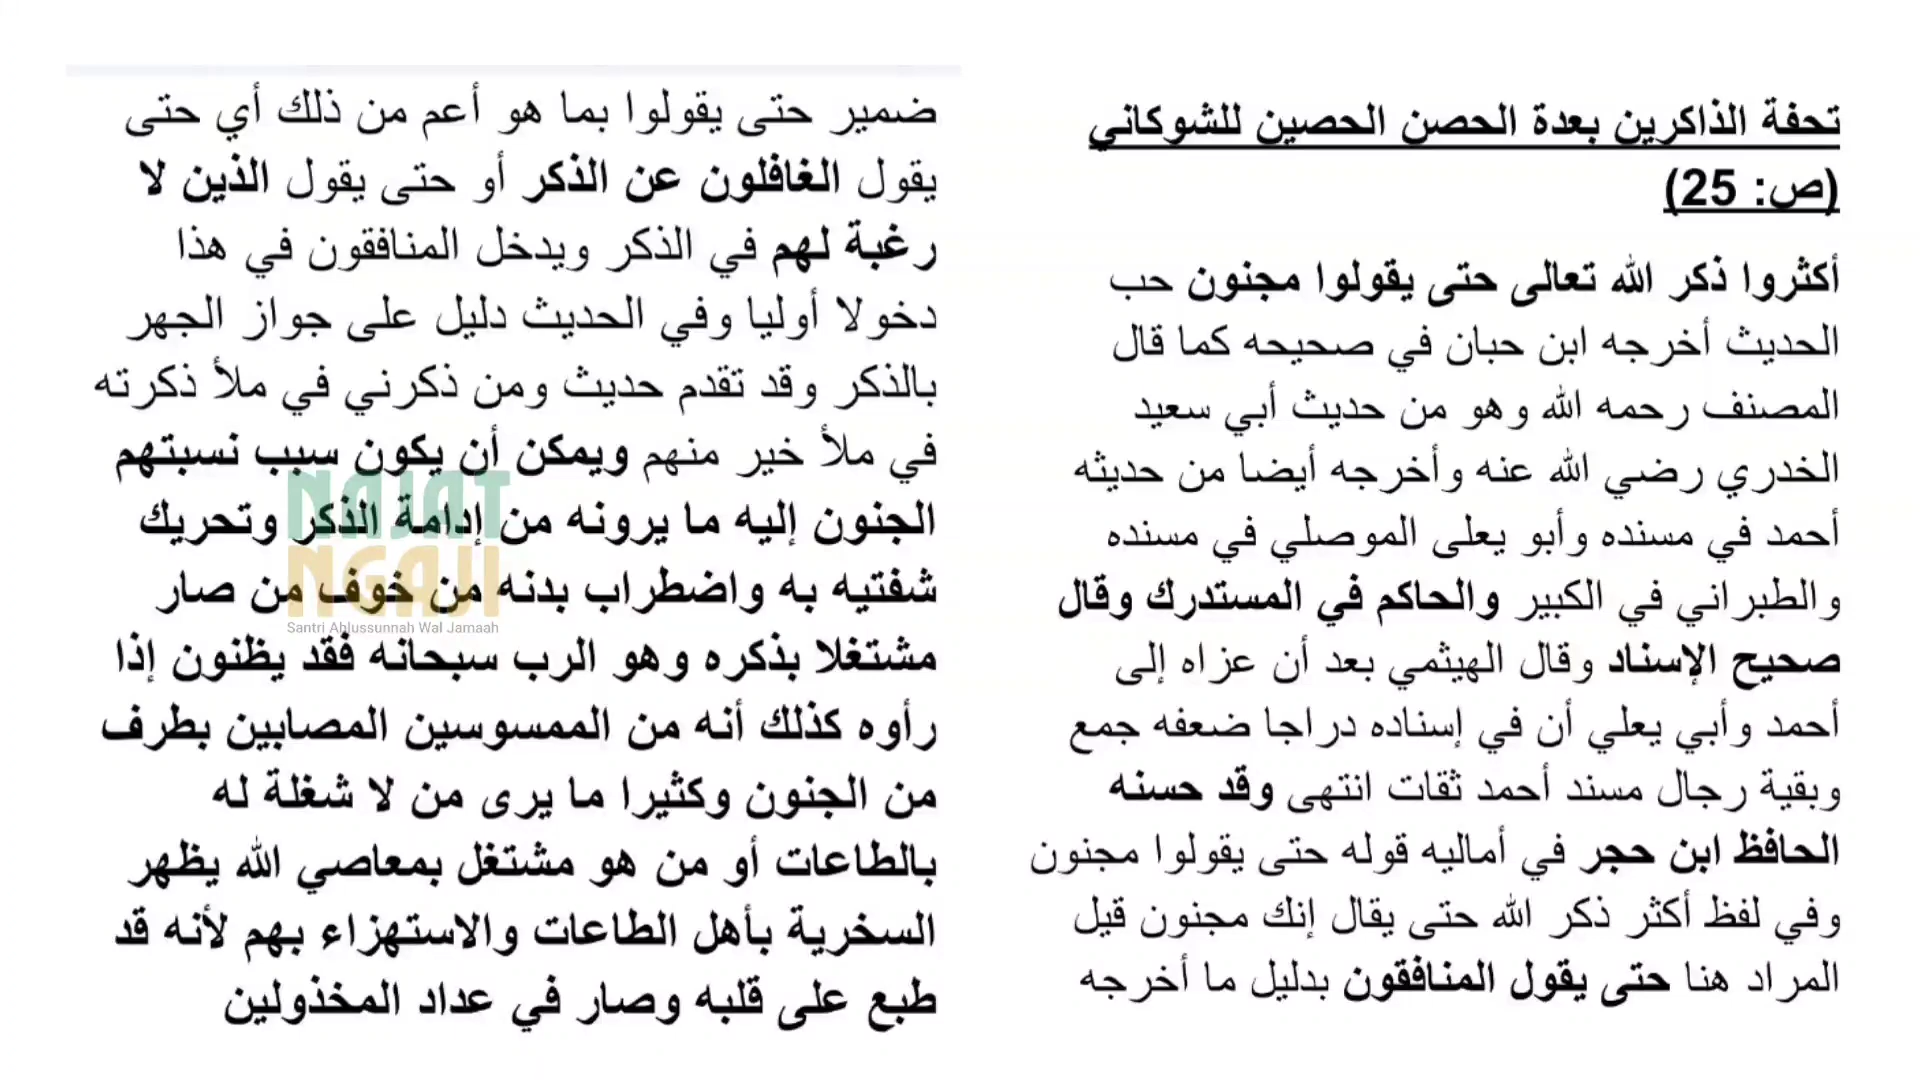 تحفة الذاكرين بعدة الحصن الحصين للشوكاني
(ص: 25)
أكثروا ذكر الله تعالى حتى يقولوا مجنون حب
الحديث أخرجه ابن حبان في صحيحه كما قال
المصنف رحمه الله وهو من حديث أبي سعيد
الخدري رضي الله عنه وأخرجه أيضا من حديثه
أحمد في مسنده وأبو يعلى الموصلي في مسنده
والطبراني في الكبير والحاكم في المستدرك وقال
صحيح الإسناد وقال الهيثمي بعد أن عزاه إلى
أحمد وأبي يعلي أن في إسناده دراجا ضعفه جمع
وبقية رجال مسند أحمد ثقات انتهى وقد حسنه
الحافظ ابن حجر في أماليه قوله حتى يقولوا مجنون
وفي لفظ أكثر ذكر الله حتى يقال إنك مجنون قيل
المراد هنا حتى يقول المنافقون بدليل ما أخرجه
ضمير حتى يقولوا بما هو أعم من ذلك أي حتى
يقول الغافلون عن الذكر أو حتى يقول الذين لا
رغبة لهم في الذكر ويدخل المنافقون في هذا
دخولا أوليا وفي الحديث دليل على جواز الجهر
بالذكر وقد تقدم حديث ومن ذكرني في ملأ ذكرته
في ملأ خير منهم ويمكن أن يكون سبب نسبتهم
الجنون إليه ما يرونه من إدامة الذكر وتحريك
شفتيه به واضطراب بدنه من خوف من صار
مشتغلا بذكره وهو الرب سبحانه فقد يظنون إذا
رأوه كذلك أنه من الممسوسين المصابين بطرف
من الجنون وكثيرا ما يرى من لا شغلة له
بالطاعات أو من هو مشتغل بمعاصي الله يظهر
السخرية بأهل الطاعات والاستهزاء بهم لأنه قد
طبع على قلبه وصار في عداد المخذولين
NAJAT
NGAJI
Santri Ahlussunnah Wal Jamaah